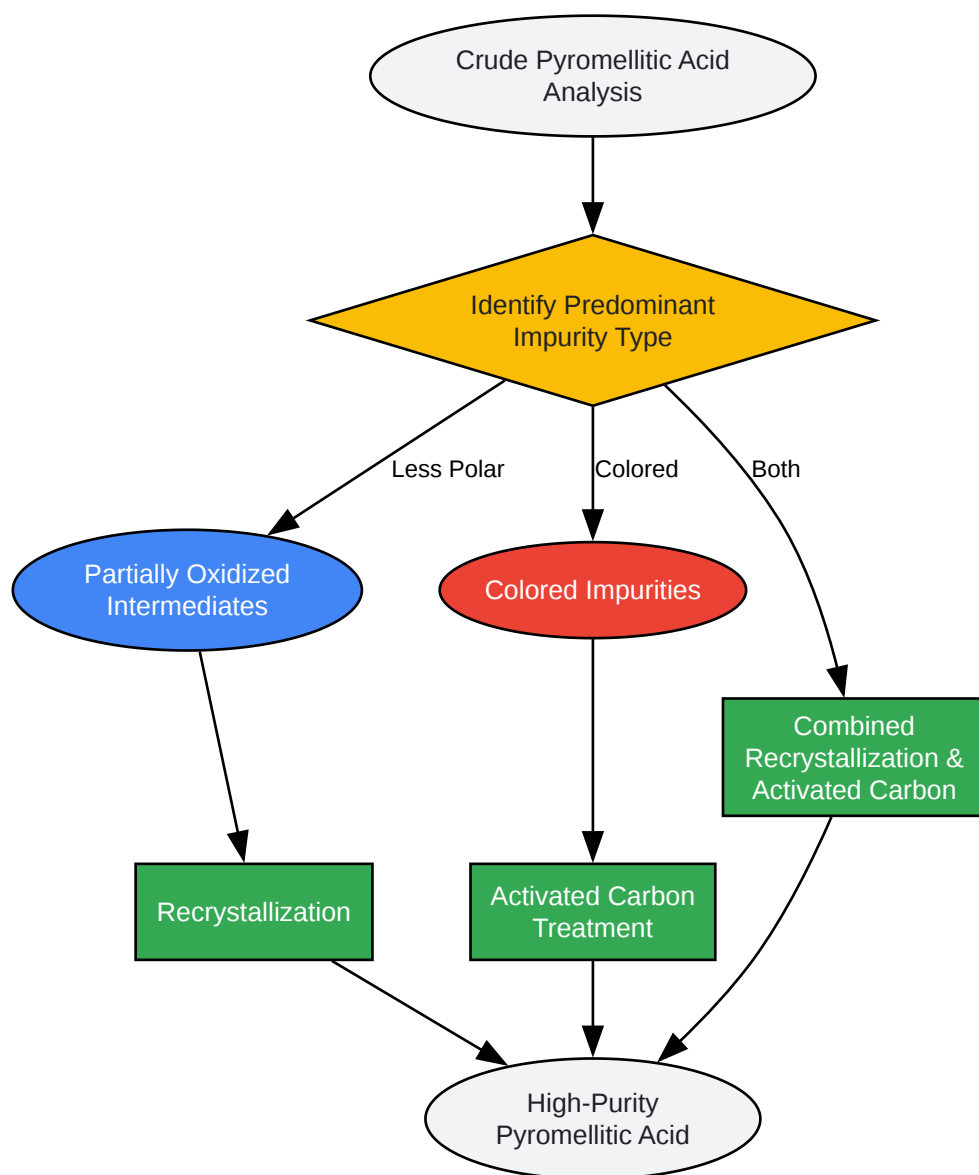 Crude Pyromellitic Acid
Analysis
Identify Predominant
Impurity Type
Less Polar
Colored
Both
Partially Oxidized
Intermediates
Colored Impurities
Combined
Recrystallization &
Activated Carbon
Recrystallization
Activated Carbon
Treatment
High-Purity
Pyromellitic Acid